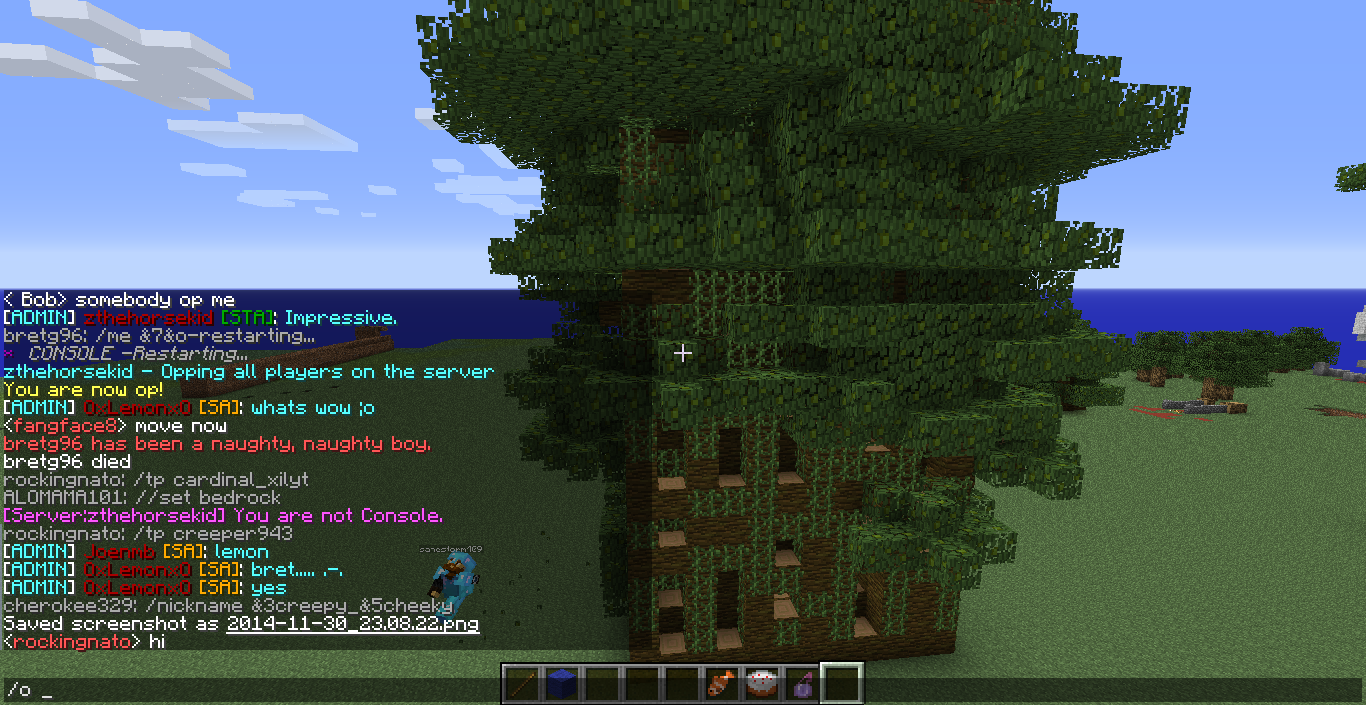 < Bob> somebody op me
[ADMIN] zthehorsekid [STA]: Impressive.
bretg96: /me &7&o-restarting...
* CONSOLE -Restarting...
zthehorsekid - Opping all players on the server
You are now op!
[ADMIN] 0xLemonx0 [SA]: whats wow ;o
<fangface8> move now
bretg96 has been a naughty, naughty boy.
bretg96 died
rockingnato: /tp cardinal_xilyt
ALOMAMA101: //set bedrock
[Server:zthehorsekid] You are not Console.
rockingnato: /tp creeper943
[ADMIN] Joenmb [SA]: lemon
[ADMIN] 0xLemonx0 [SA]: bret..... .-.
[ADMIN] 0xLemonx0 [SA]: yes
cherokee329: /nickname &3creepy_&5cheeky
Saved screenshot as 2014-11-30_23.08.22.png
<rockingnato> hi
/o _